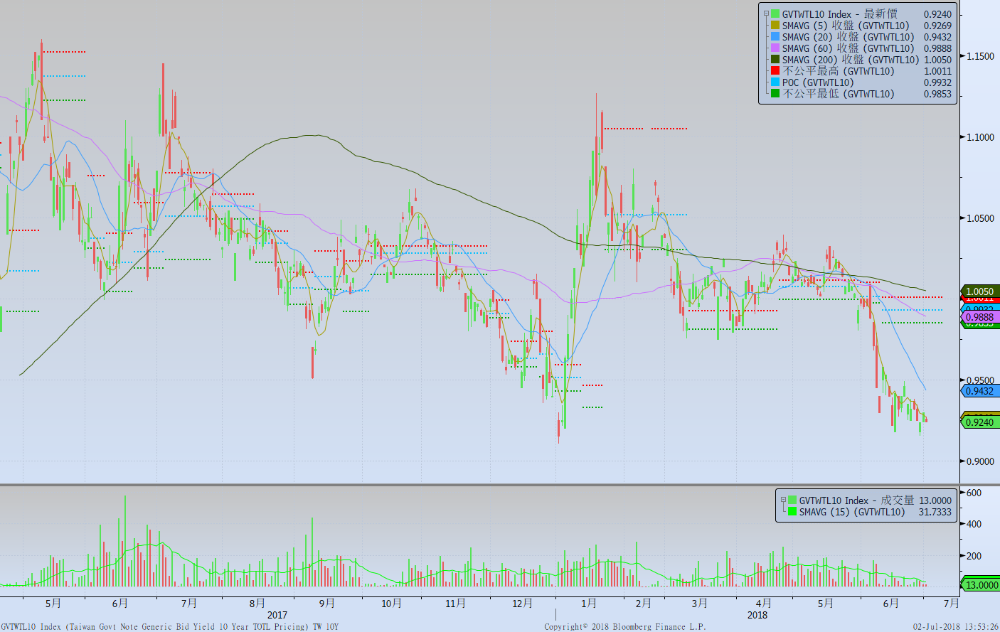 GVTWTL10 Index - 最新價 0.9240
SMAVG (5) 收盤 (GVTWTL10) 0.9269
SMAVG (20) 收盤 (GVTWTL10) 0.9432
SMAVG (60) 收盤 (GVTWTL10) 0.9888
SMAVG (200) 收盤 (GVTWTL10) 1.0050
不公平最高 (GVTWTL10) 1.0011
POC (GVTWTL10) 0.9932
不公平最低 (GVTWTL10) 0.9853
1.1500
1.1000
1.0500
1.0050
1.0011
0.9932
0.9888
0.9853
0.9500
0.9432
0.9240
0.9000
GVTWTL10 Index - 成交量 13.0000
SMAVG (15) (GVTWTL10) 31.7333
600
400
200
13.0000
5月 6月 7月 8月 9月 10月 11月 12月 1月 2月 3月 4月 5月 6月 7月
2017 2018
GVTWTL10 Index (Taiwan Govt Note Generic Bid Yield 10 Year TOTL Pricing) TW 10Y Copyright© 2018 Bloomberg Finance L.P. 02-Jul-2018 13:53:26